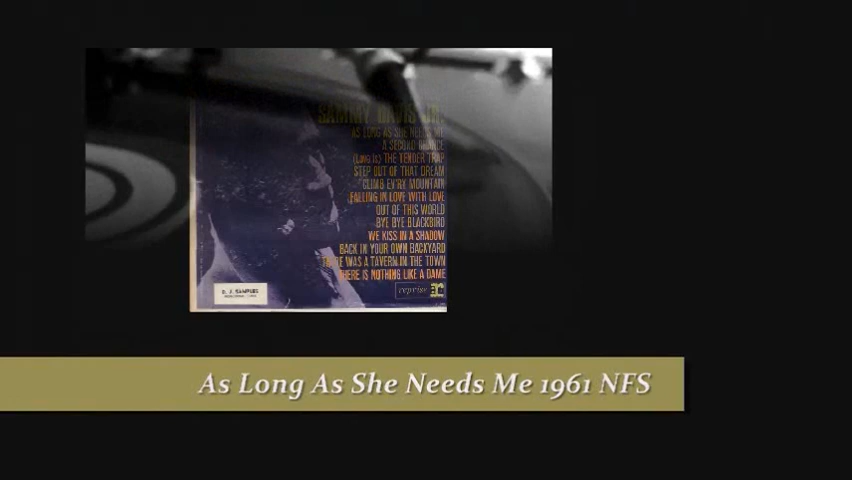 SAMMY DAVIS JR.
AS LONG AS SHE NEEDS ME
A SECOND CHANCE
(Love Is) THE TENDER TRAP
STEP OUT OF THAT DREAM
CLIMB EV'RY MOUNTAIN
FALLING IN LOVE WITH LOVE
OUT OF THIS WORLD
BYE BYE BLACKBIRD
WE KISS IN A SHADOW
BACK IN YOUR OWN BACKYARD
THERE WAS A TAVERN IN THE TOWN
THERE IS NOTHING LIKE A DAME
reprise
As Long As She Needs Me 1961 NFS